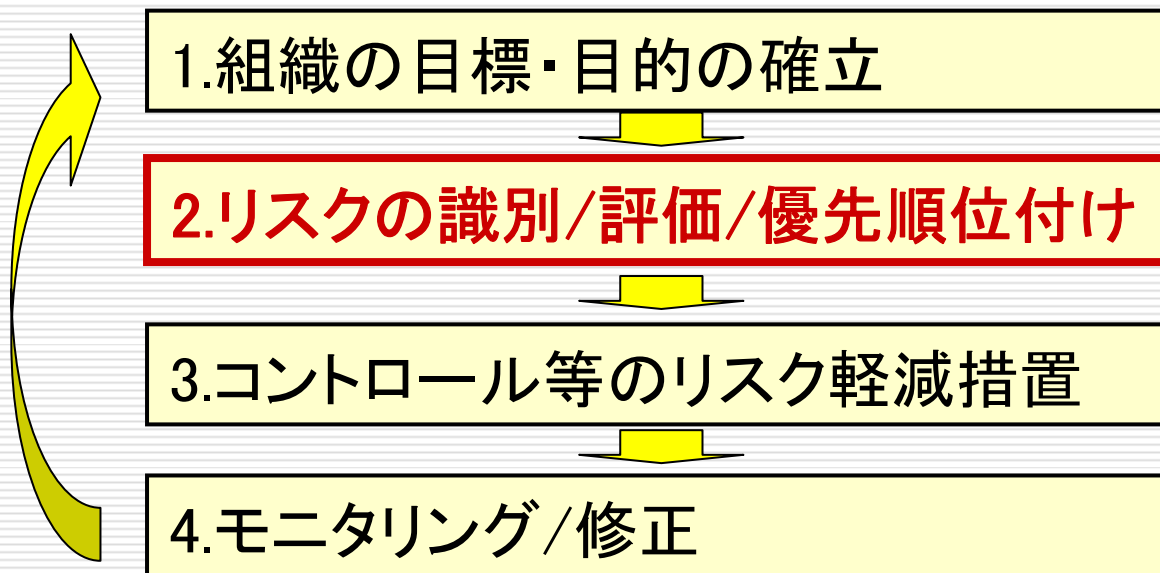 1.組織の目標・目的の確立
2.リスクの識別/評価/優先順位付け
3.コントロール等のリスク軽減措置
4.モニタリング/修正